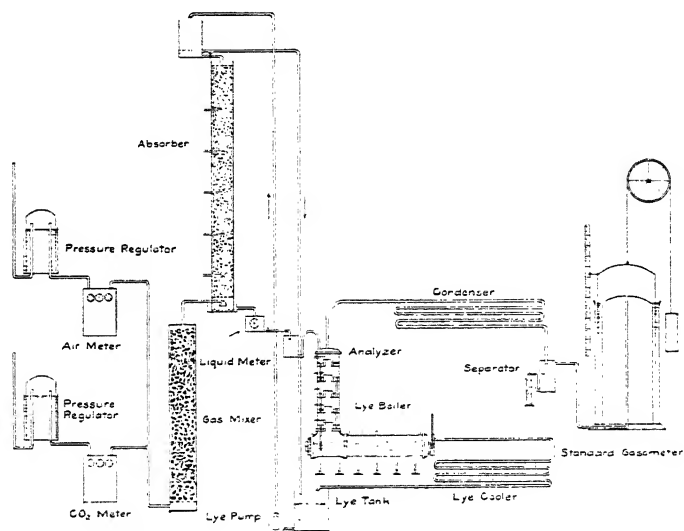 Absorber
Pressure Regulator
Condenser
Air Meter
Liquid Meter
Analyzer
Separator
Pressure
Regulator
Gas Mixer
Lye Boiler
Standard Gasometer
CO₂ Meter
Lye Pump
Lye Tank
Lye Cooler